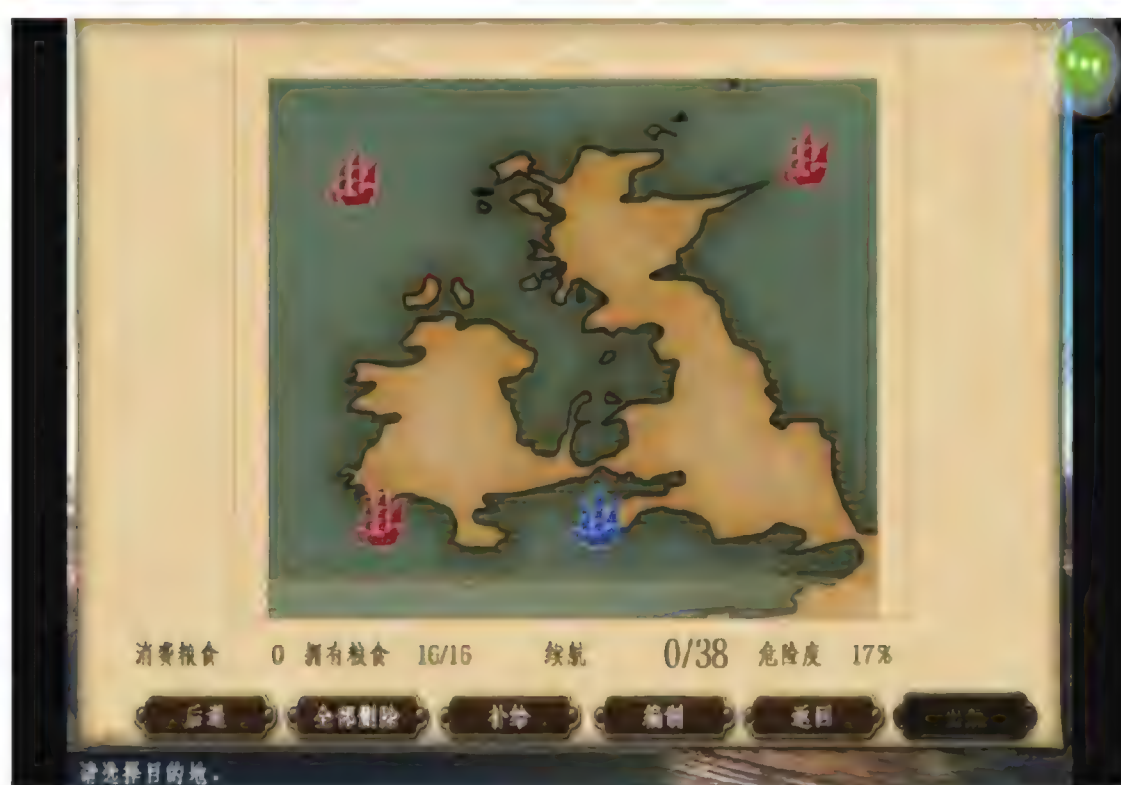 消费粮食 0 拥有粮食 16/16 续航 0/38 危险度 17%
后退 全部删除 补给 编制 返回 出航
请选择目的地.